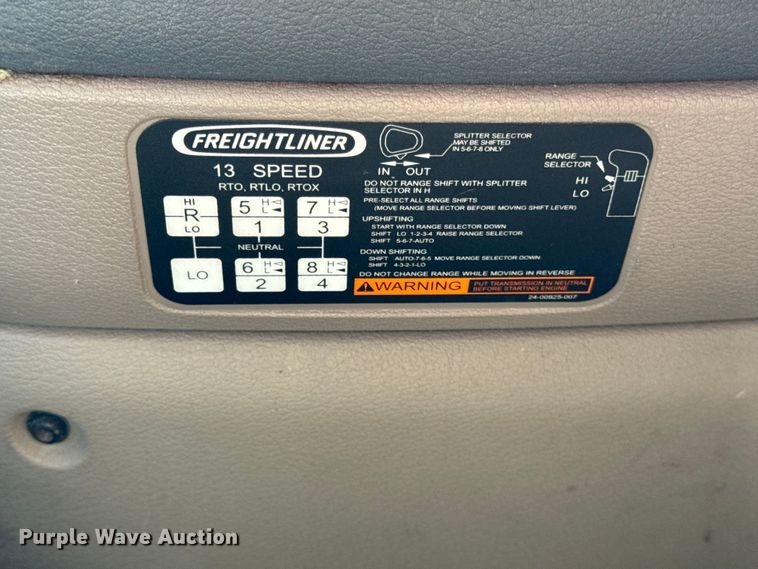 FREIGHTLINER
13 SPEED
RTO, RTLO, RTOX
HI
R
LO
5 H
L
1
7 H
L
3
NEUTRAL
LO
6 H
L
2
8 H
L
4
IN OUT
SPLITTER SELECTOR
MAY BE SHIFTED
IN 5-6-7-8 ONLY
RANGE
SELECTOR
HI
LO
DO NOT RANGE SHIFT WITH SPLITTER
SELECTOR IN H
PRE-SELECT ALL RANGE SHIFTS
(MOVE RANGE SELECTOR BEFORE MOVING SHIFT LEVER)
UPSHIFTING
START WITH RANGE SELECTOR DOWN
SHIFT LO 1-2-3-4 RAISE RANGE SELECTOR
SHIFT 5-6-7-AUTO
DOWN SHIFTING
SHIFT AUTO-7-6-5 MOVE RANGE SELECTOR DOWN
SHIFT 4-3-2-1-LO
DO NOT CHANGE RANGE WHILE MOVING IN REVERSE
WARNING
PUT TRANSMISSION IN NEUTRAL
BEFORE STARTING ENGINE
24-00925-007
Purple Wave Auction